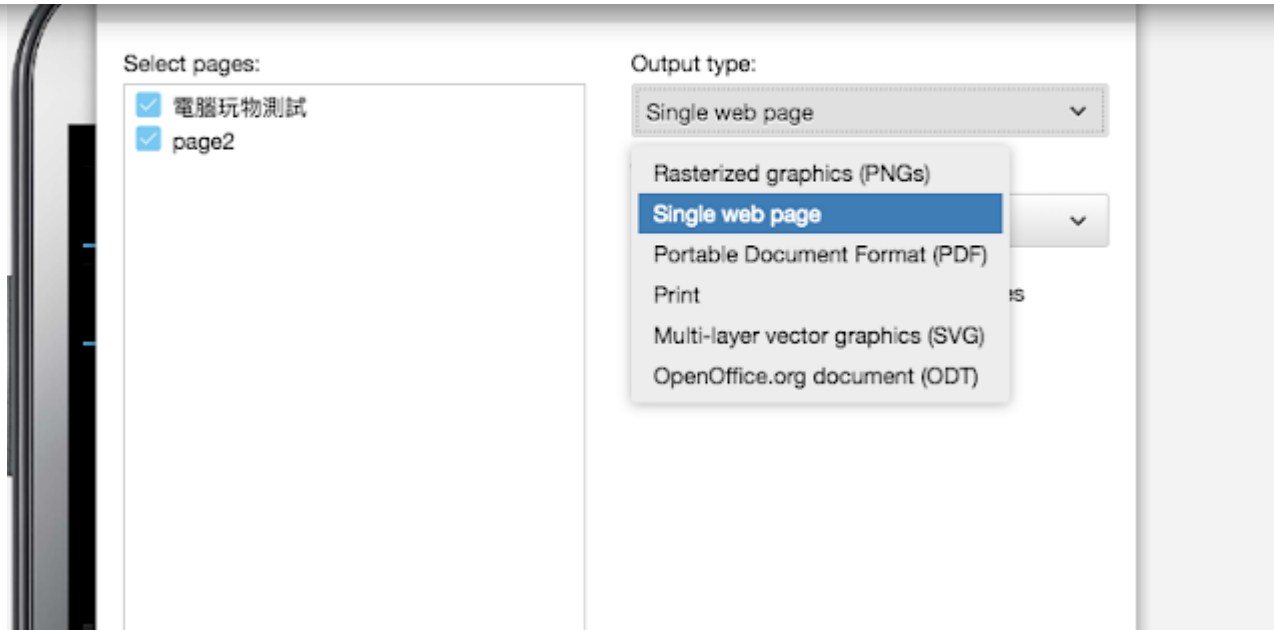 Select pages:
電腦玩物測試
page2
Output type:
Single web page
Rasterized graphics (PNGs)
Single web page
Portable Document Format (PDF)
Print
Multi-layer vector graphics (SVG)
OpenOffice.org document (ODT)